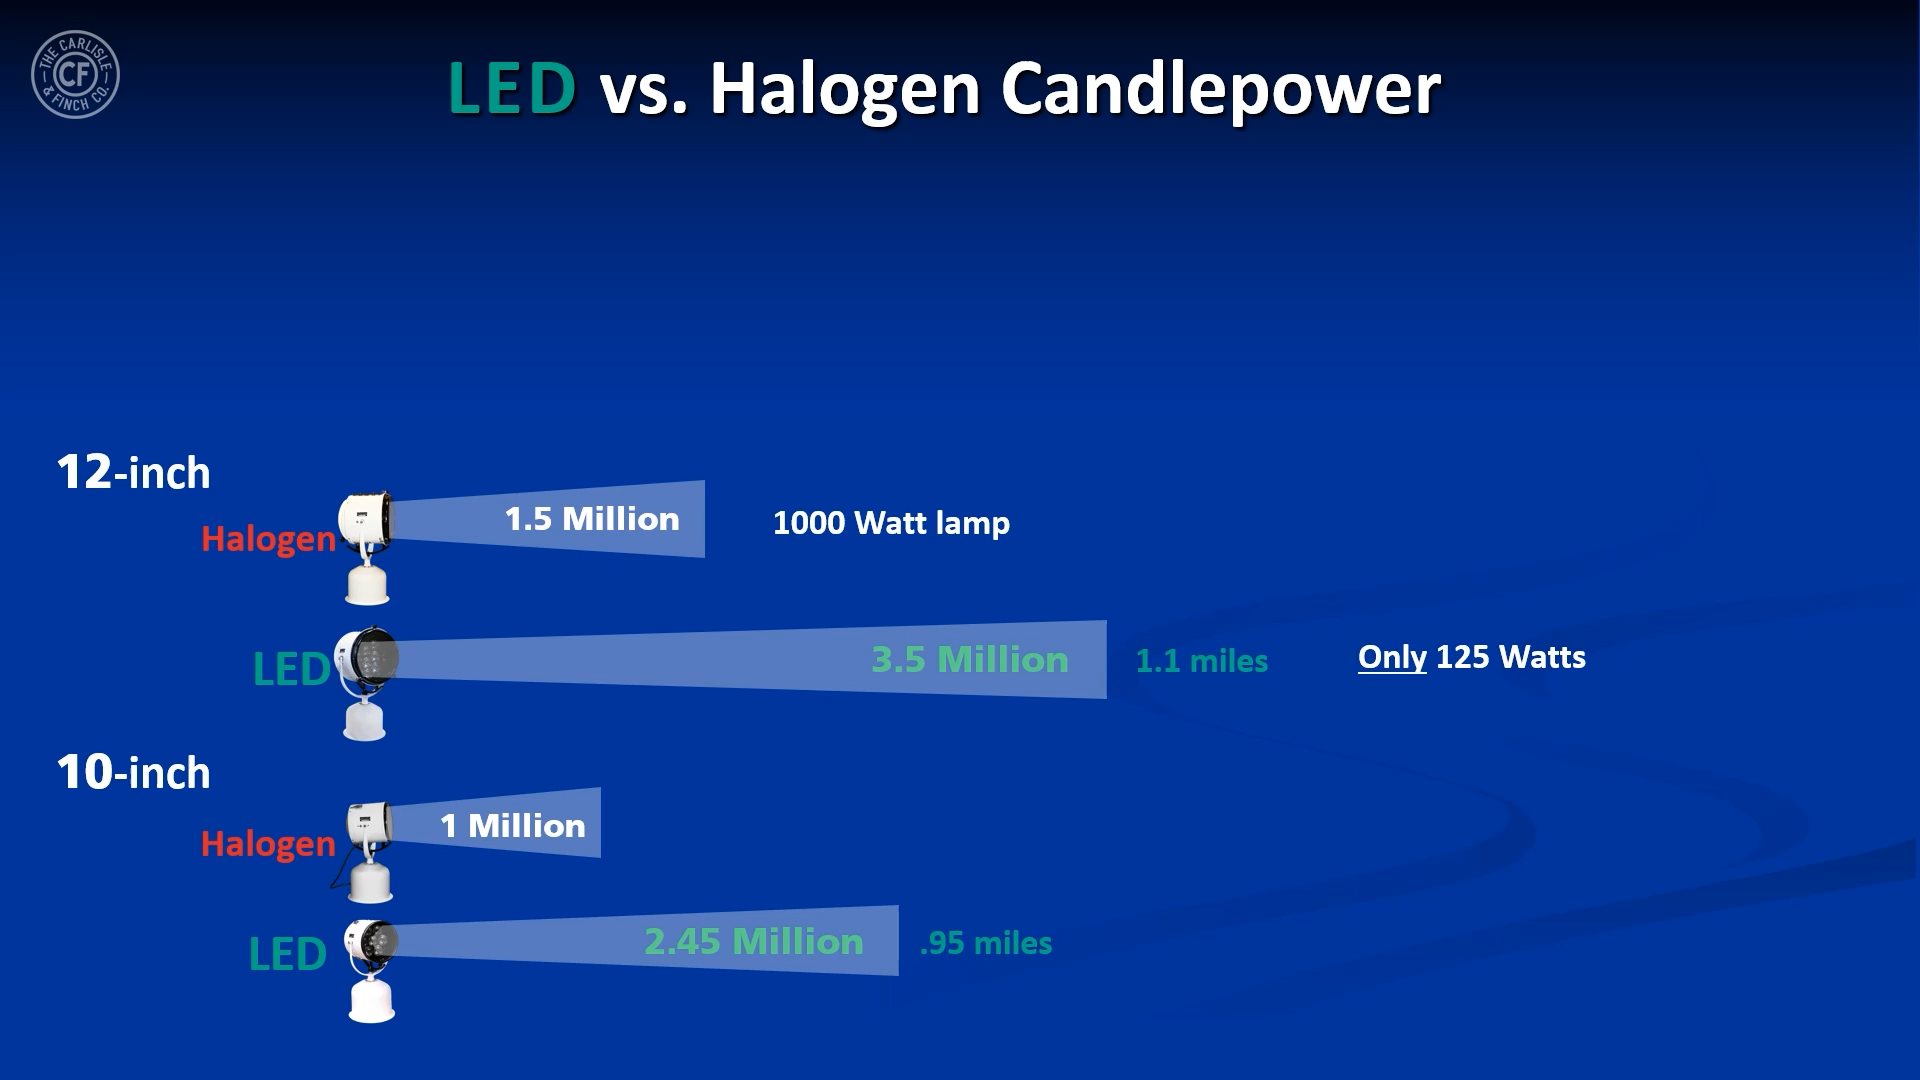 THE CARLISLE
CF
& FINCH CO.
LED vs. Halogen Candlepower
12-inch
Halogen
1.5 Million
1000 Watt lamp
LED
3.5 Million
1.1 miles
Only 125 Watts
10-inch
Halogen
1 Million
LED
2.45 Million
.95 miles